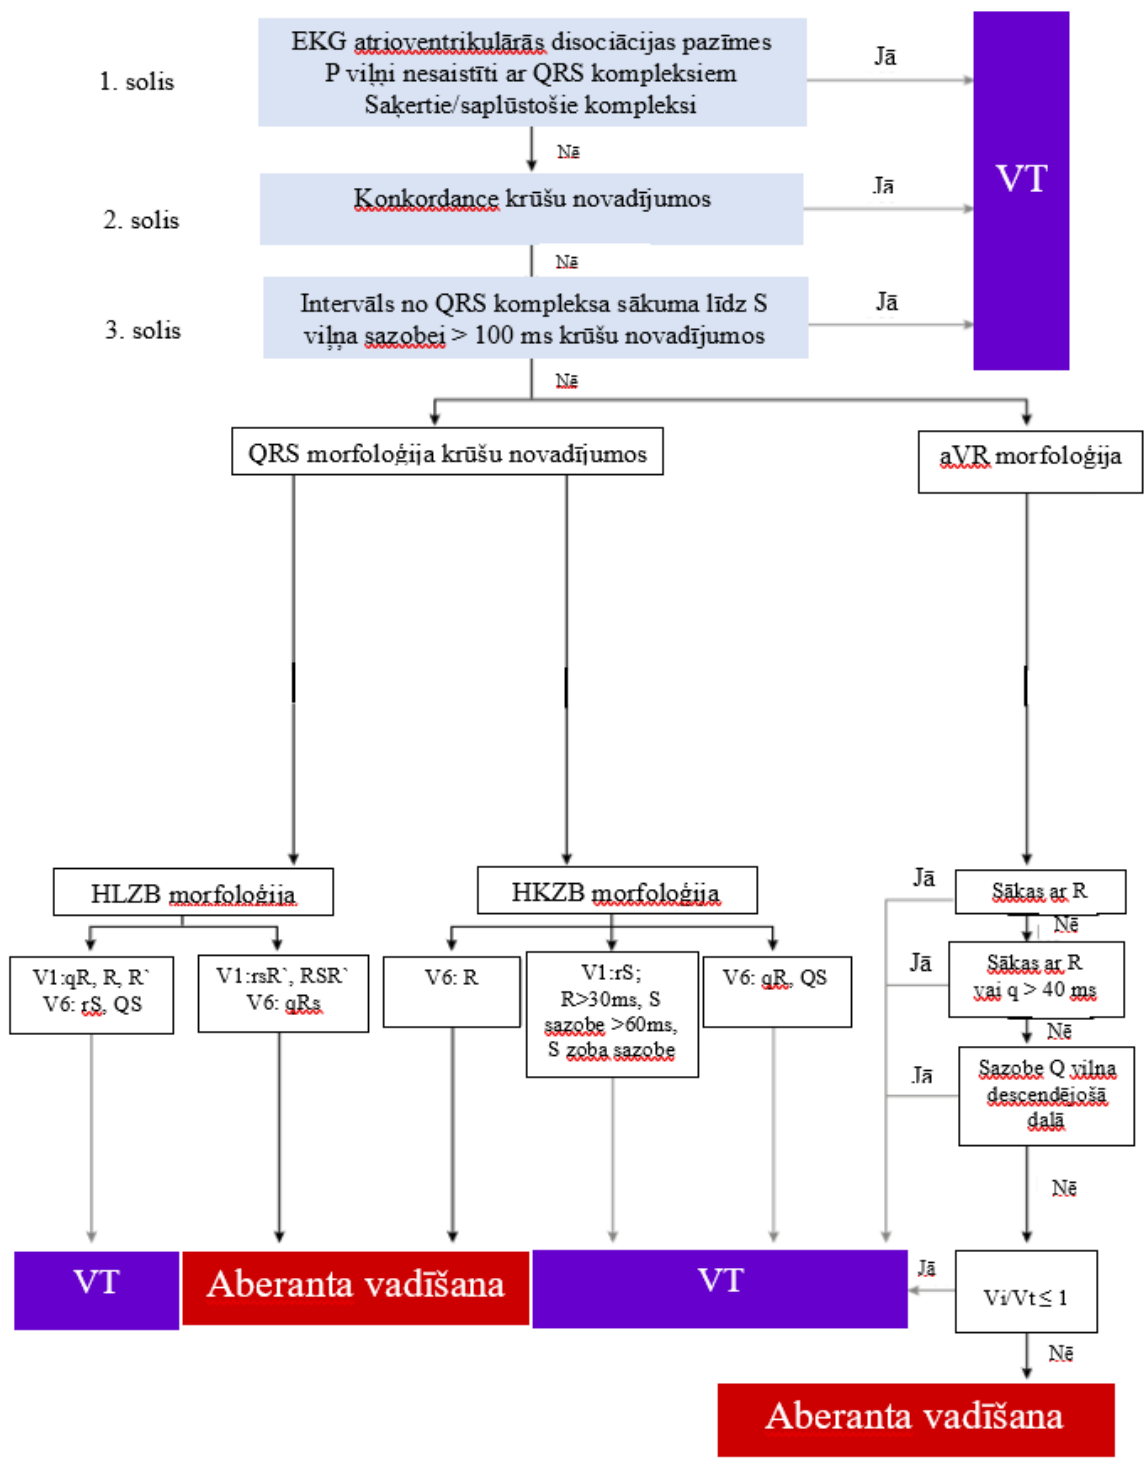 EKG atrioventrikulārās disociācijas pazīmes
P viļņi nesaistīti ar QRS kompleksiem
Saķertie/saplūstošie kompleksi
1. solis
Jā
VT
Nē
Konkordance krūšu novadījumos
2. solis
Jā
Nē
Intervāls no QRS kompleksa sākuma līdz S
viļņa sazobei > 100 ms krūšu novadījumos
3. solis
Jā
Nē
QRS morfoloģija krūšu novadījumos
aVR morfoloģija
HLZB morfoloģija
HKZB morfoloģija
Jā
Sākas ar R
Nē
V1:qR, R, R`
V6: rS, QS
V1:rsR`, RSR`
V6: qRs
V6: R
V1:rS;
R>30ms, S
sazobe >60ms,
S zoba sazobe
V6: qR, QS
Jā
Sākas ar R
vai q > 40 ms
Nē
Jā
Sazobe Q vilna
descendējošā
daļā
Nē
VT
Aberanta vadīšana
VT
Jā
Vi/Vt ≤ 1
Nē
Aberanta vadīšana